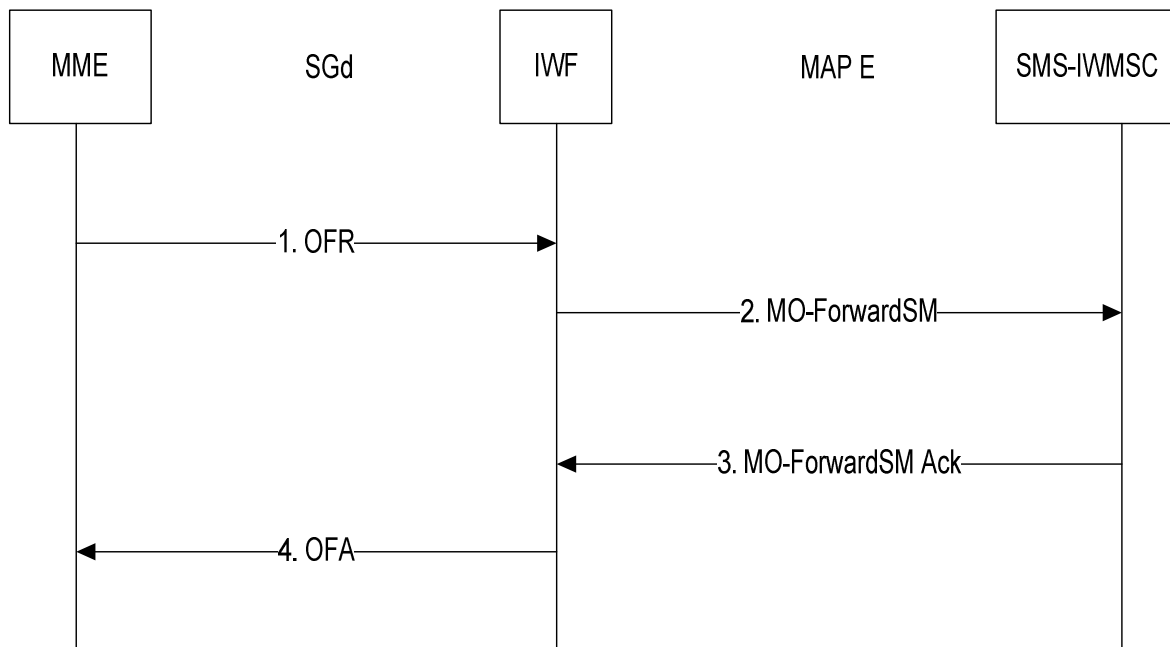 MME
SGd
IWF
MAP E
SMS-IWMSC
1. OFR
2. MO-ForwardSM
3. MO-ForwardSM Ack
4. OFA